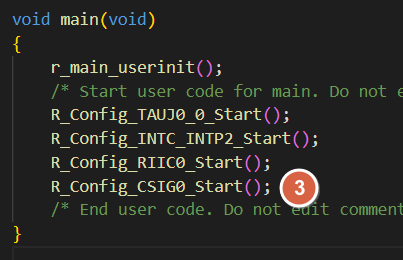 void main(void)
{
r_main_userinit();
/* Start user code for main. Do not e
R_Config_TAUJ0_0_Start();
R_Config_INTC_INTP2_Start();
R_Config_RIIC0_Start();
R_Config_CSIG0_Start(); 3
/* End user code. Do not edit comment
}